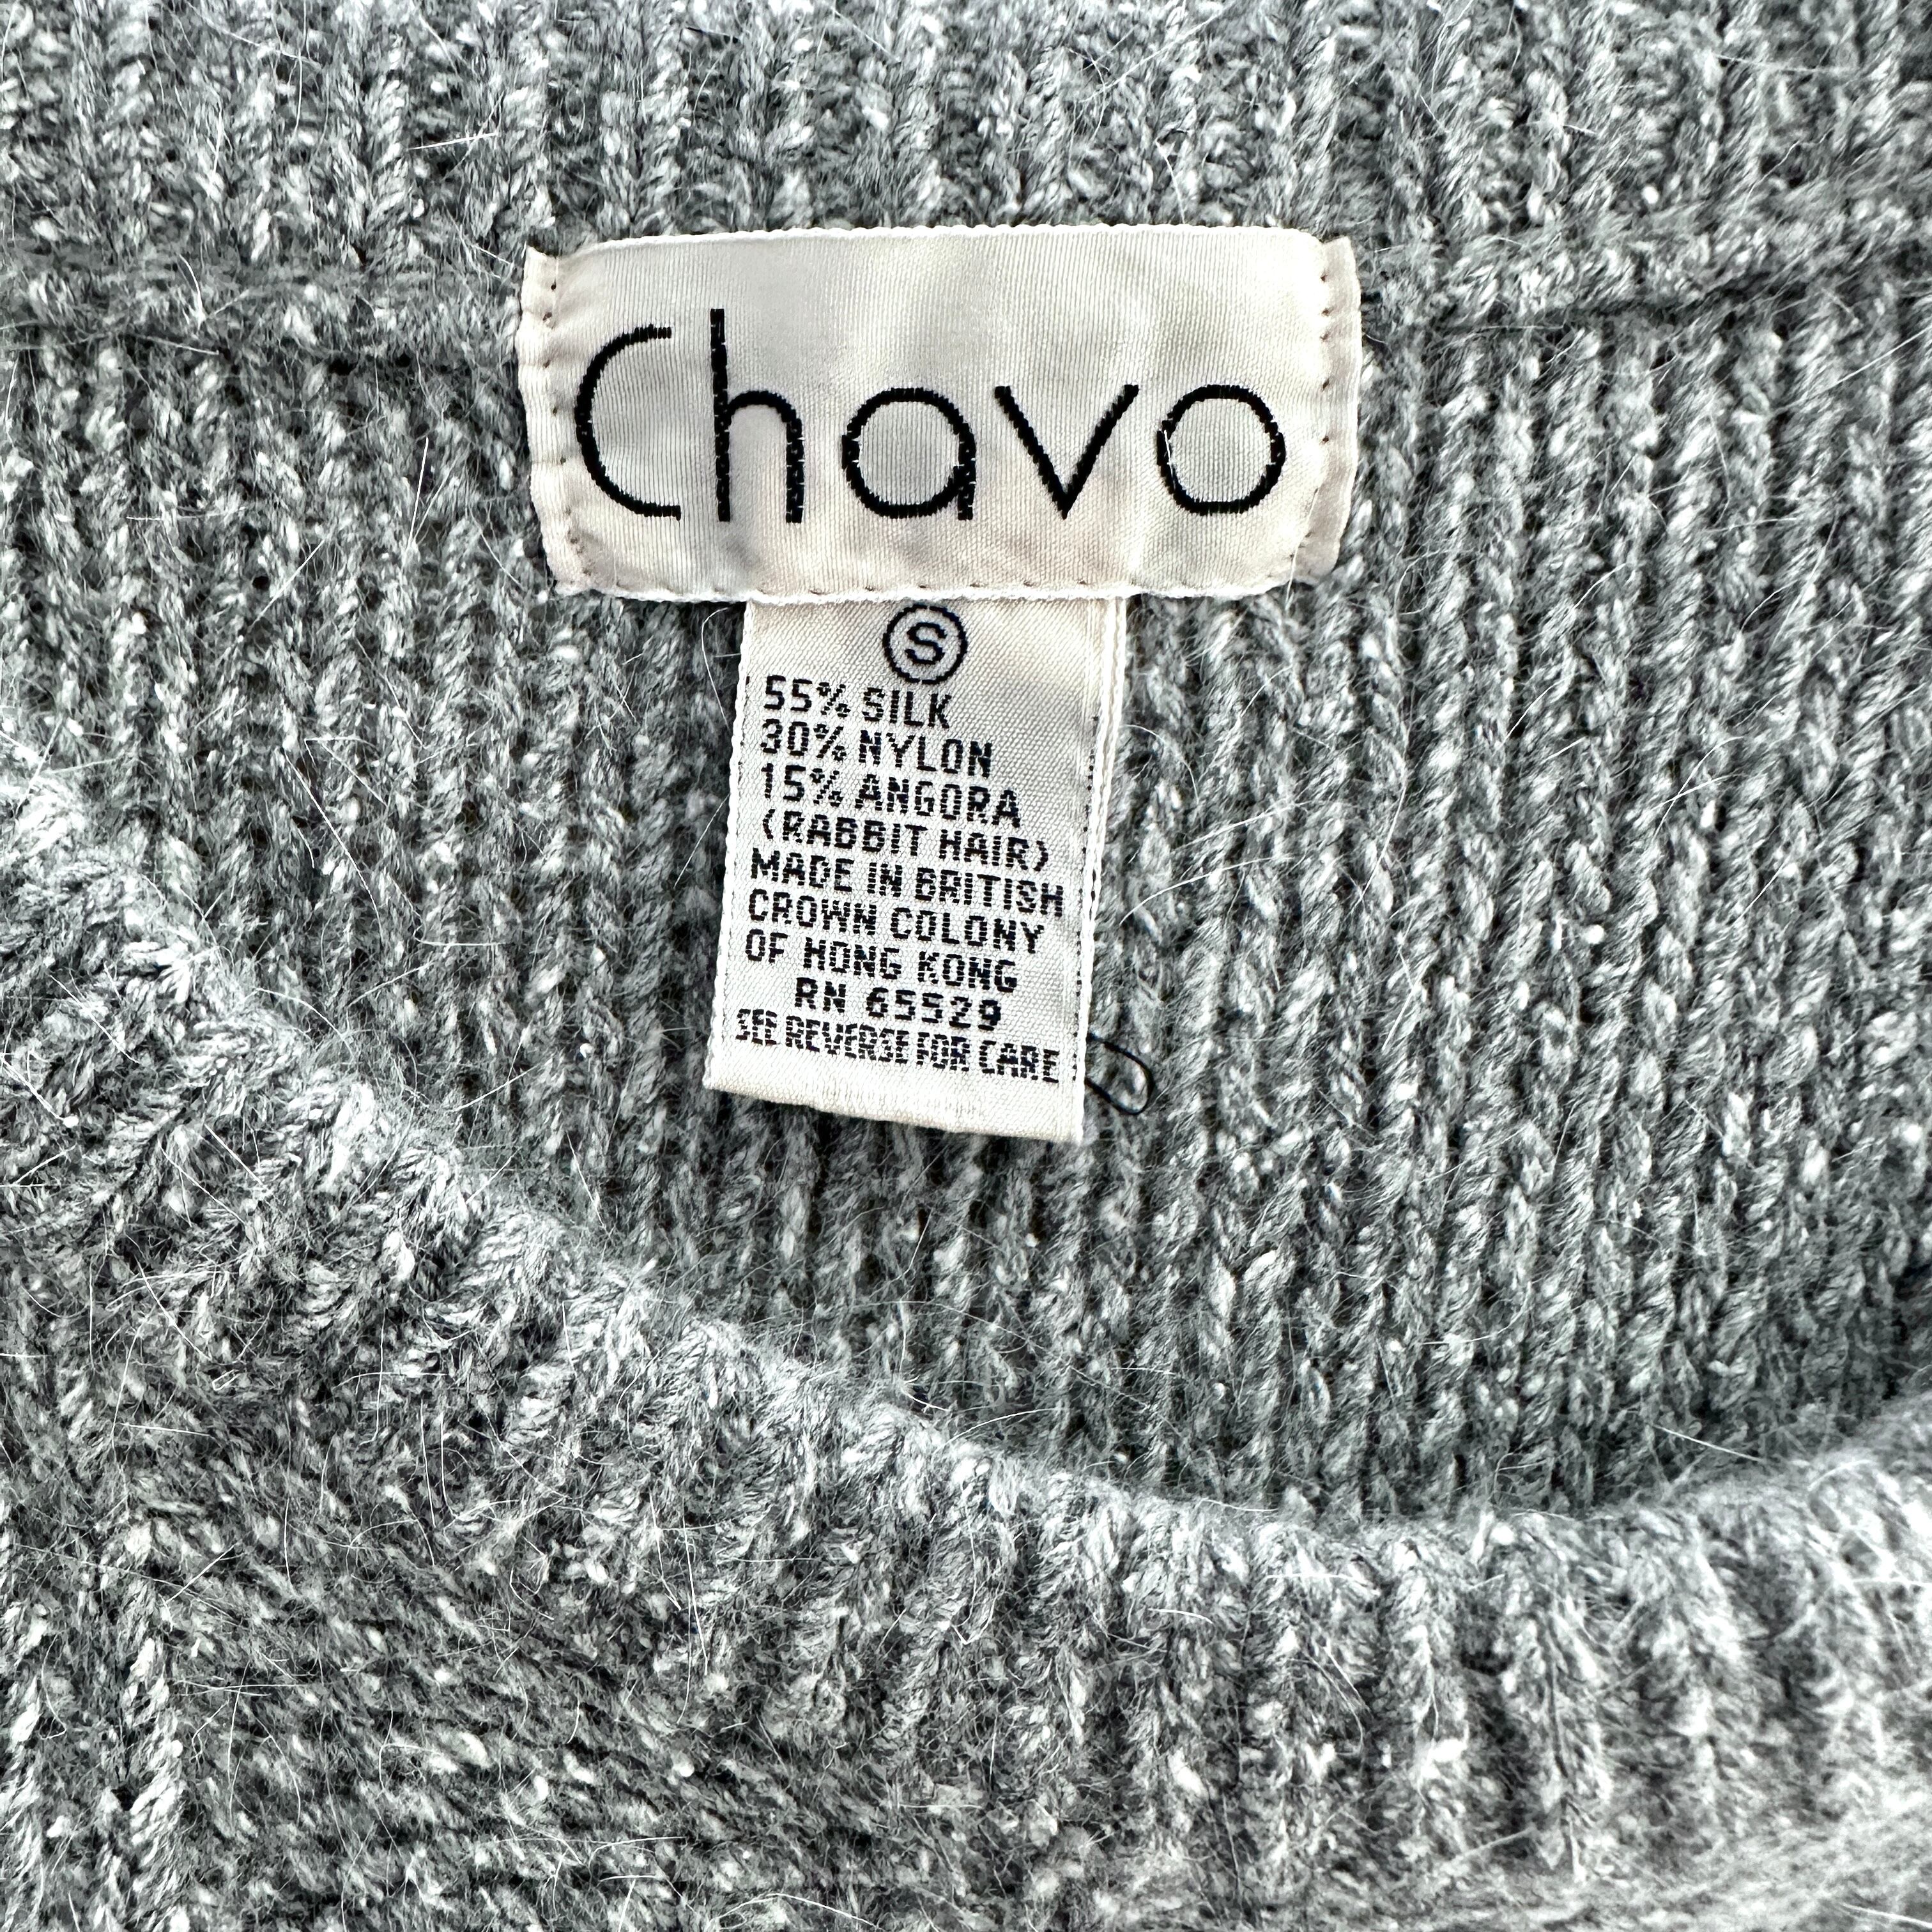 Chavo
S
55% SILK
30% NYLON
15% ANGORA
(RABBIT HAIR)
MADE IN BRITISH
CROWN COLONY
OF HONG KONG
RN 65529
SEE REVERSE FOR CARE